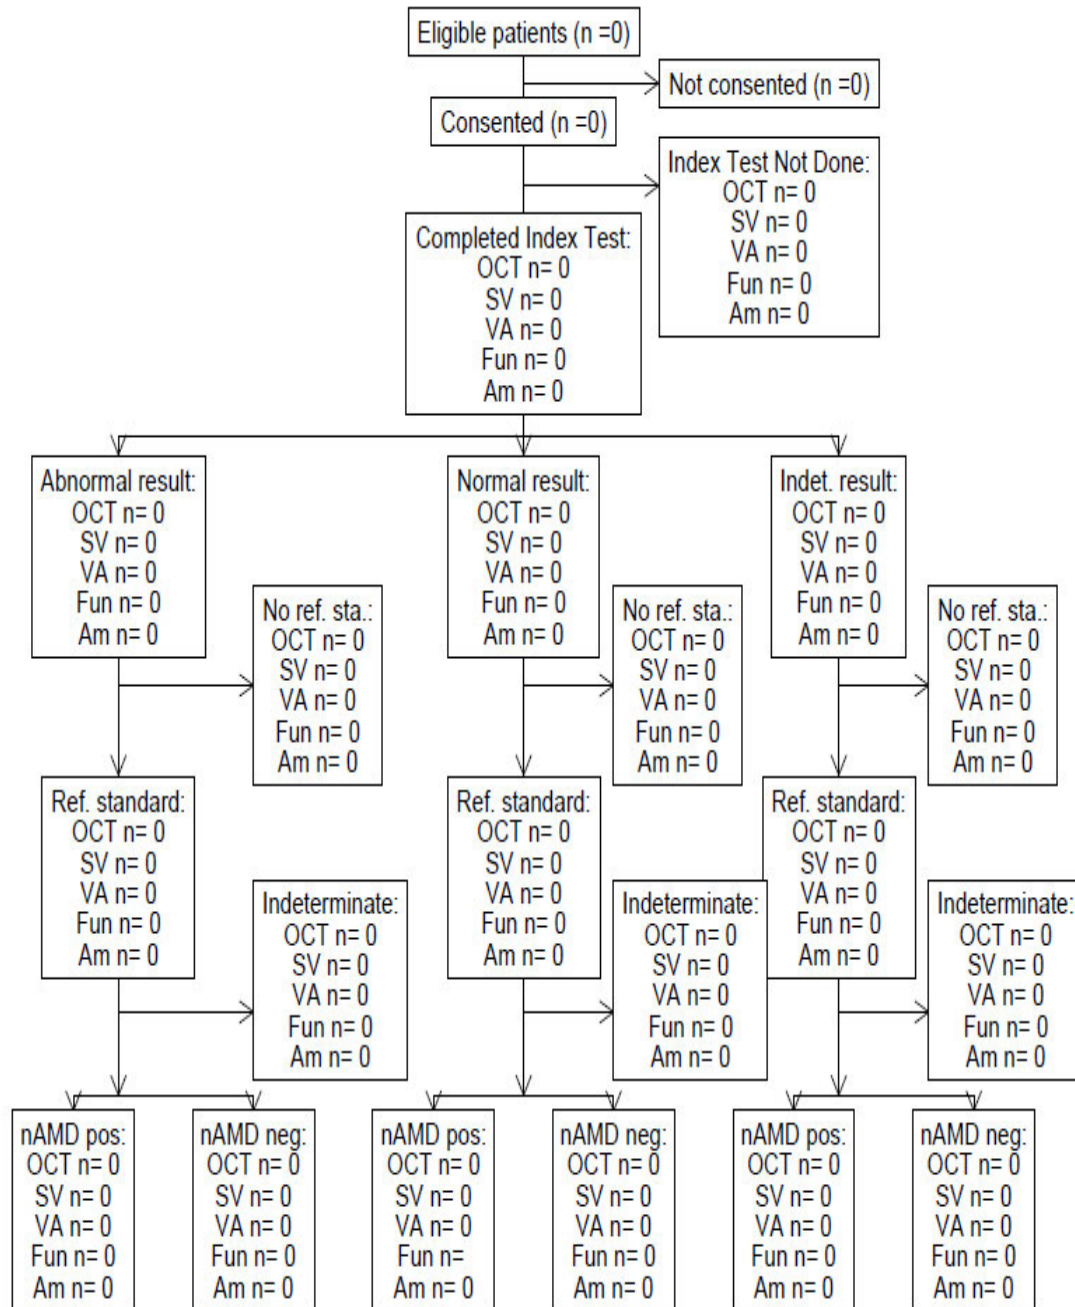 Eligible patients (n =0)
Not consented (n =0)
Consented (n =0)
Index Test Not Done:
OCT n= 0
SV n= 0
VA n= 0
Fun n= 0
Am n= 0
Completed Index Test:
OCT n= 0
SV n= 0
VA n= 0
Fun n= 0
Am n= 0
Abnormal result:
OCT n= 0
SV n= 0
VA n= 0
Fun n= 0
Am n= 0
Normal result:
OCT n= 0
SV n= 0
VA n= 0
Fun n= 0
Am n= 0
Indet. result:
OCT n= 0
SV n= 0
VA n= 0
Fun n= 0
Am n= 0
No ref. sta.:
OCT n= 0
SV n= 0
VA n= 0
Fun n= 0
Am n= 0
No ref. sta.:
OCT n= 0
SV n= 0
VA n= 0
Fun n= 0
Am n= 0
No ref. sta.:
OCT n= 0
SV n= 0
VA n= 0
Fun n= 0
Am n= 0
Ref. standard:
OCT n= 0
SV n= 0
VA n= 0
Fun n= 0
Am n= 0
Ref. standard:
OCT n= 0
SV n= 0
VA n= 0
Fun n= 0
Am n= 0
Ref. standard:
OCT n= 0
SV n= 0
VA n= 0
Fun n= 0
Am n= 0
Indeterminate:
OCT n= 0
SV n= 0
VA n= 0
Fun n= 0
Am n= 0
Indeterminate:
OCT n= 0
SV n= 0
VA n= 0
Fun n= 0
Am n= 0
Indeterminate:
OCT n= 0
SV n= 0
VA n= 0
Fun n= 0
Am n= 0
nAMD pos:
OCT n= 0
SV n= 0
VA n= 0
Fun n= 0
Am n= 0
nAMD neg:
OCT n= 0
SV n= 0
VA n= 0
Fun n= 0
Am n= 0
nAMD pos:
OCT n= 0
SV n= 0
VA n= 0
Fun n=
Am n= 0
nAMD neg:
OCT n= 0
SV n= 0
VA n= 0
Fun n= 0
Am n= 0
nAMD pos:
OCT n= 0
SV n= 0
VA n= 0
Fun n= 0
Am n= 0
nAMD neg:
OCT n= 0
SV n= 0
VA n= 0
Fun n= 0
Am n= 0